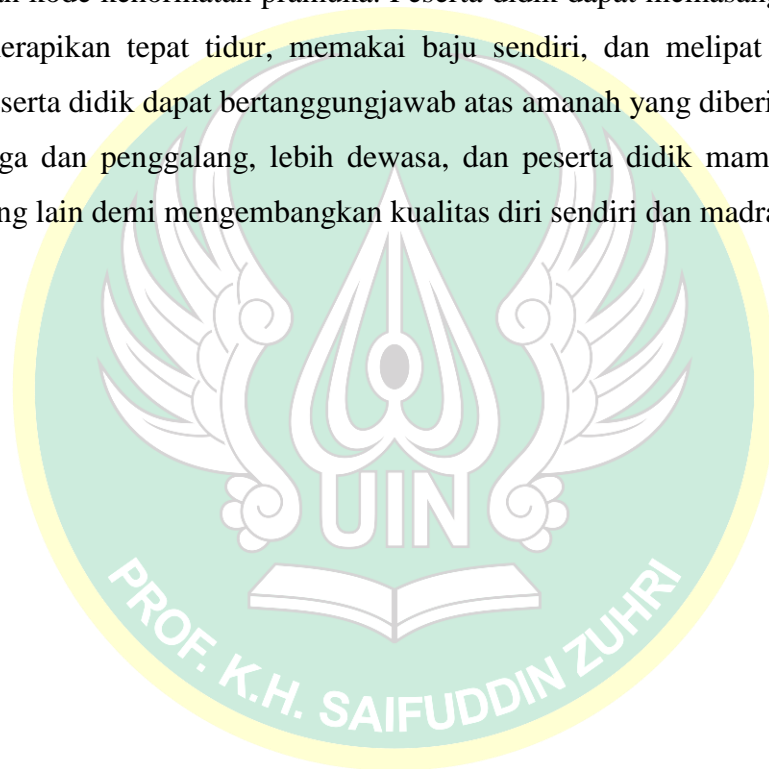 kode kehormatan pramuka. Peserta didik dapat memasang
erapikan tepat tidur, memakai baju sendiri, dan melipat
serta didik dapat bertanggungjawab atas amanah yang diberi
ga dan penggalang, lebih dewasa, dan peserta didik mam
ng lain demi mengembangkan kualitas diri sendiri dan madra
UIN
PROF. K.H. SAIFUDDIN ZUHRI